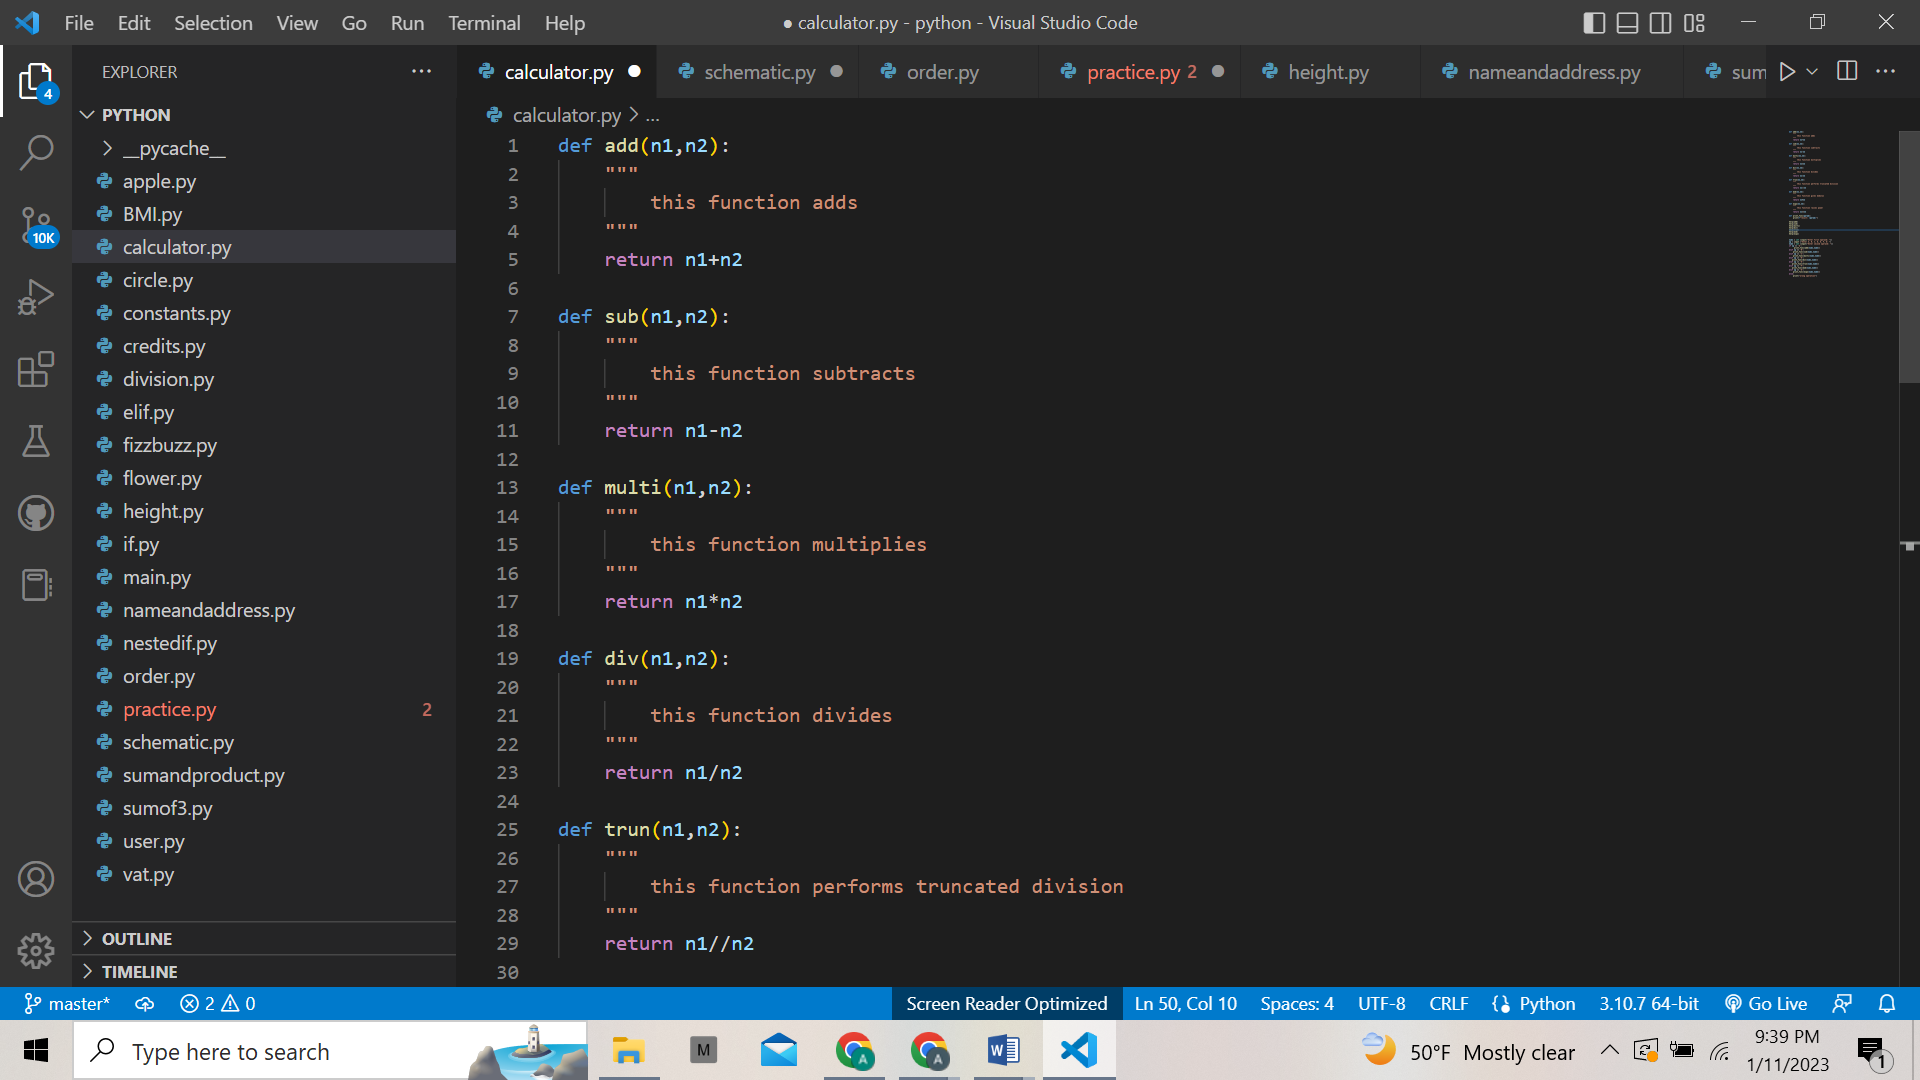 File Edit Selection View Go Run Terminal Help
● calculator.py - python - Visual Studio Code
EXPLORER
calculator.py
schematic.py
order.py
practice.py 2
height.py
nameandaddress.py
sum
4
10K
PYTHON
__pycache__
apple.py
BMI.py
calculator.py
circle.py
constants.py
credits.py
division.py
elif.py
fizzbuzz.py
flower.py
height.py
if.py
main.py
nameandaddress.py
nestedif.py
order.py
practice.py 2
schematic.py
sumandproduct.py
sumof3.py
user.py
vat.py
OUTLINE
TIMELINE
calculator.py > ...
1 def add(n1,n2):
2 """
3 this function adds
4 """
5 return n1+n2
6
7 def sub(n1,n2):
8 """
9 this function subtracts
10 """
11 return n1-n2
12
13 def multi(n1,n2):
14 """
15 this function multiplies
16 """
17 return n1*n2
18
19 def div(n1,n2):
20 """
21 this function divides
22 """
23 return n1/n2
24
25 def trun(n1,n2):
26 """
27 this function performs truncated division
28 """
29 return n1//n2
30
master* 2 0 Screen Reader Optimized Ln 50, Col 10 Spaces: 4 UTF-8 CRLF Python 3.10.7 64-bit Go Live
Type here to search
M
A
A
W
50°F Mostly clear
9:39 PM
1/11/2023
1